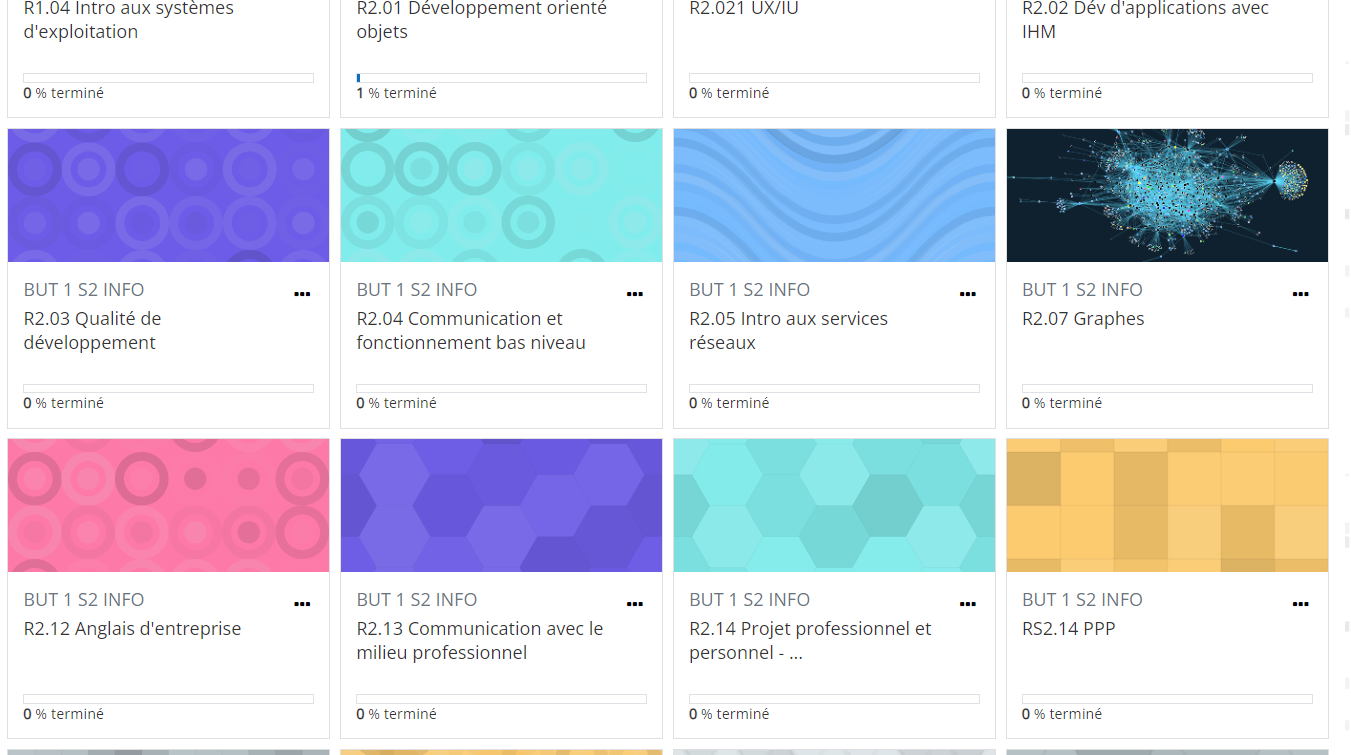 R1.04 Intro aux systèmes
d'exploitation
0 % terminé
R2.01 Développement orienté
objets
1 % terminé
R2.021 UX/IU
0 % terminé
R2.02 Dév d'applications avec
IHM
0 % terminé
BUT 1 S2 INFO
R2.03 Qualité de
développement
0 % terminé
BUT 1 S2 INFO
R2.04 Communication et
fonctionnement bas niveau
0 % terminé
BUT 1 S2 INFO
R2.05 Intro aux services
réseaux
0 % terminé
BUT 1 S2 INFO
R2.07 Graphes
0 % terminé
BUT 1 S2 INFO
R2.12 Anglais d'entreprise
0 % terminé
BUT 1 S2 INFO
R2.13 Communication avec le
milieu professionnel
0 % terminé
BUT 1 S2 INFO
R2.14 Projet professionnel et
personnel - ...
0 % terminé
BUT 1 S2 INFO
RS2.14 PPP
0 % terminé